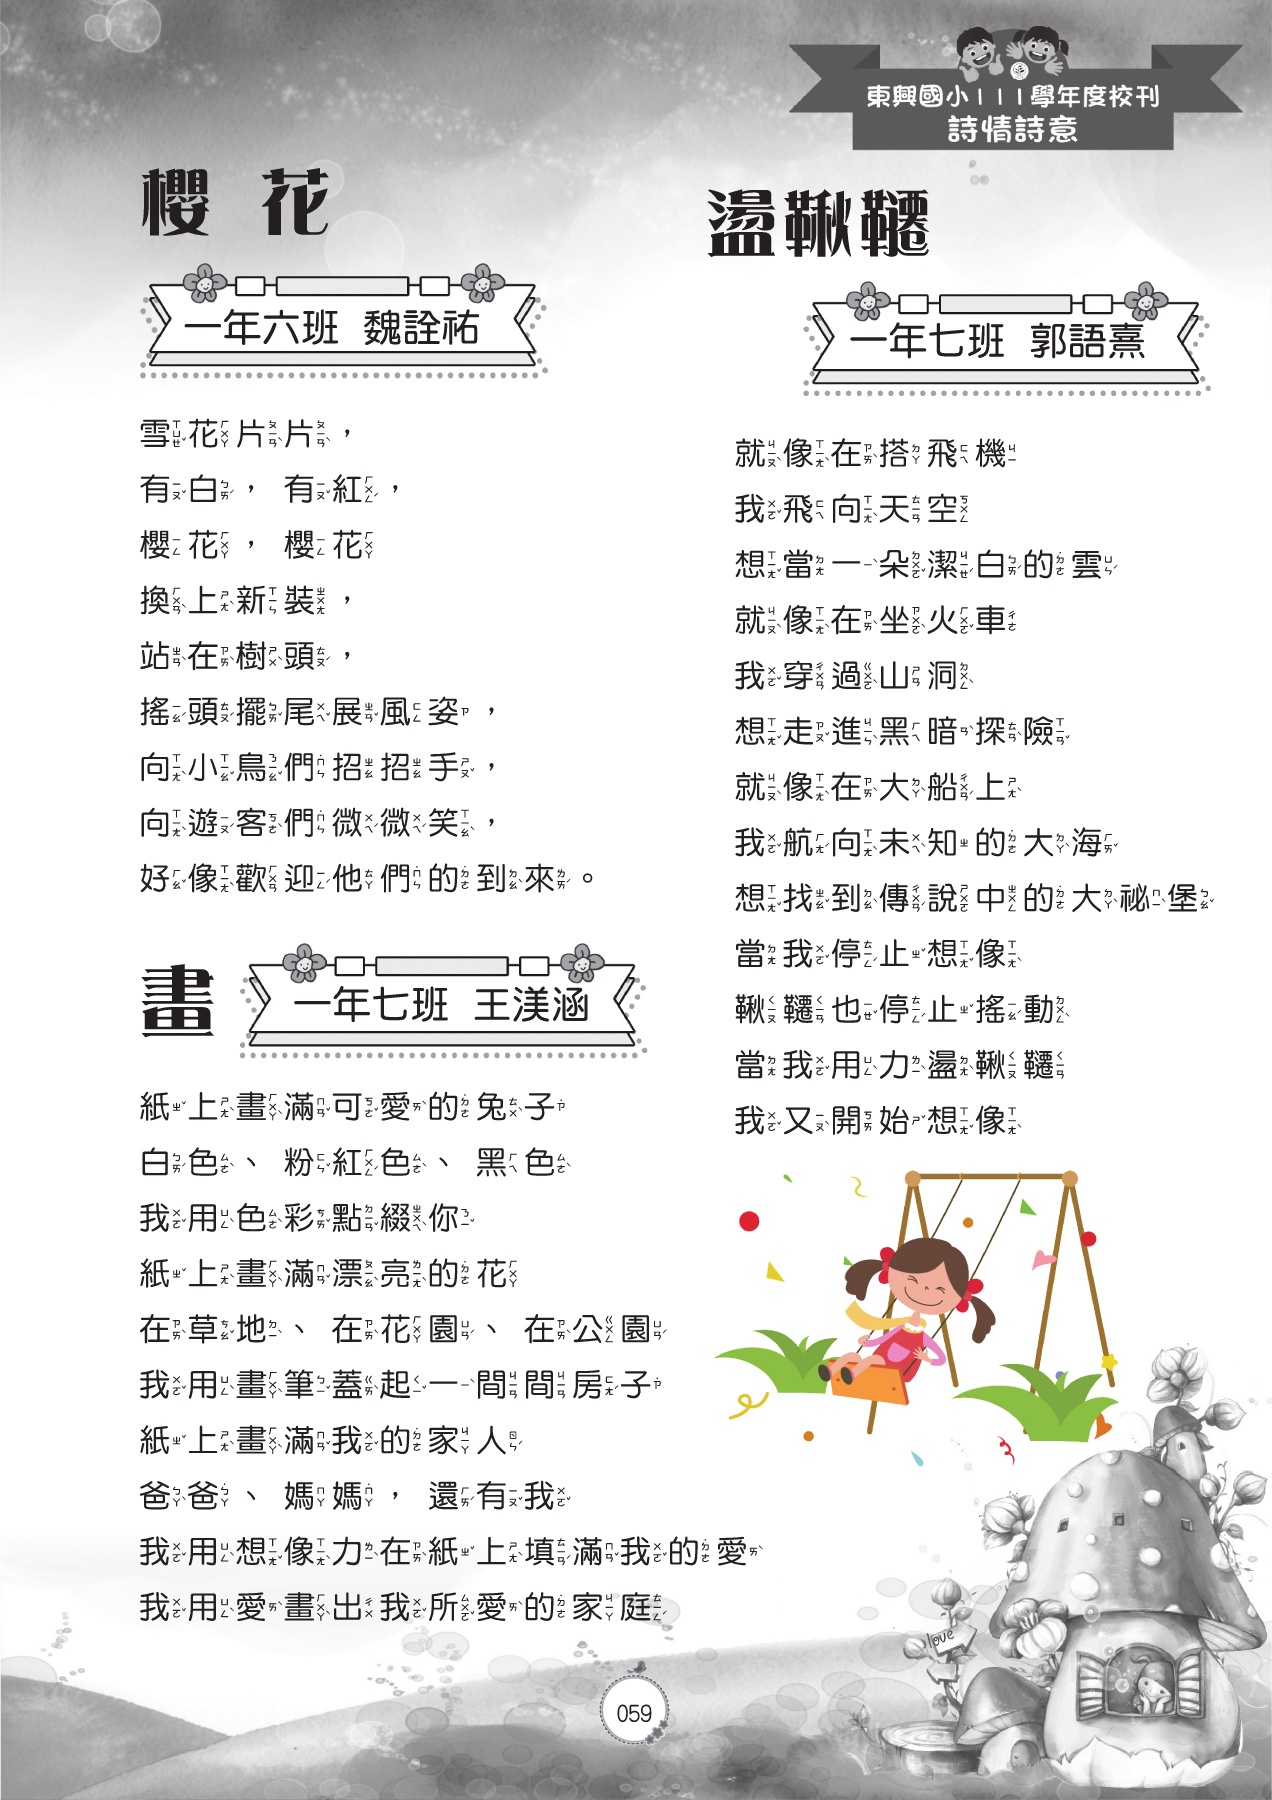 東興國小111學年度校刊
詩情詩意
櫻花
一年六班 魏詮祐
雪花片片，
有白，有紅，
櫻花，櫻花
換上新裝，
站在樹頭，
搖頭擺尾展風姿，
向小鳥們招招手，
向遊客們微微笑，
好像歡迎他們的到來。
畫
一年七班 王渼涵
紙上畫滿可愛的兔子
白色、粉紅色、黑色
我用色彩點綴你
紙上畫滿漂亮的花
在草地、在花園、在公園
我用畫筆蓋起一間間房子
紙上畫滿我的家人
爸爸、媽媽，還有我
我用想像力在紙上填滿我的愛
我用愛畫出我所愛的家庭
盪鞦韆
一年七班 郭語熹
就像在搭飛機
我飛向天空
想當一朵潔白的雲
就像在坐火車
我穿過山洞
想走進黑暗探險
就像在大船上
我航向未知的大海
想找到傳說中的大祕堡
當我停止想像
鞦韆也停止搖動
當我用力盪鞦韆
我又開始想像
love
059